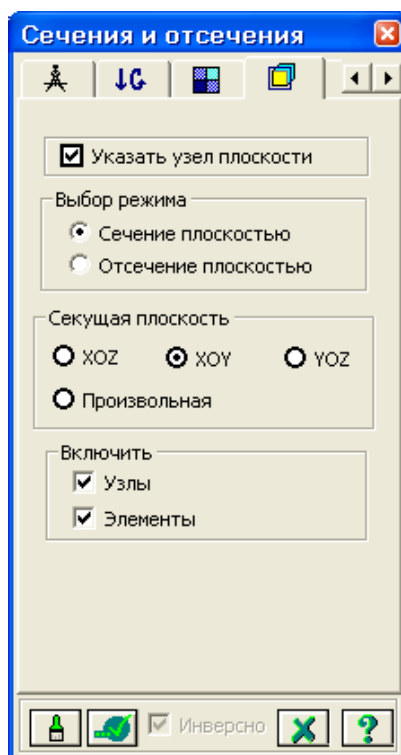 Сечения и отсечения
Указать узел плоскости
Выбор режима
Сечение плоскостью
Отсечение плоскостью
Секущая плоскость
XOZ XOY YOZ
Произвольная
Включить
Узлы
Элементы
Инверсно